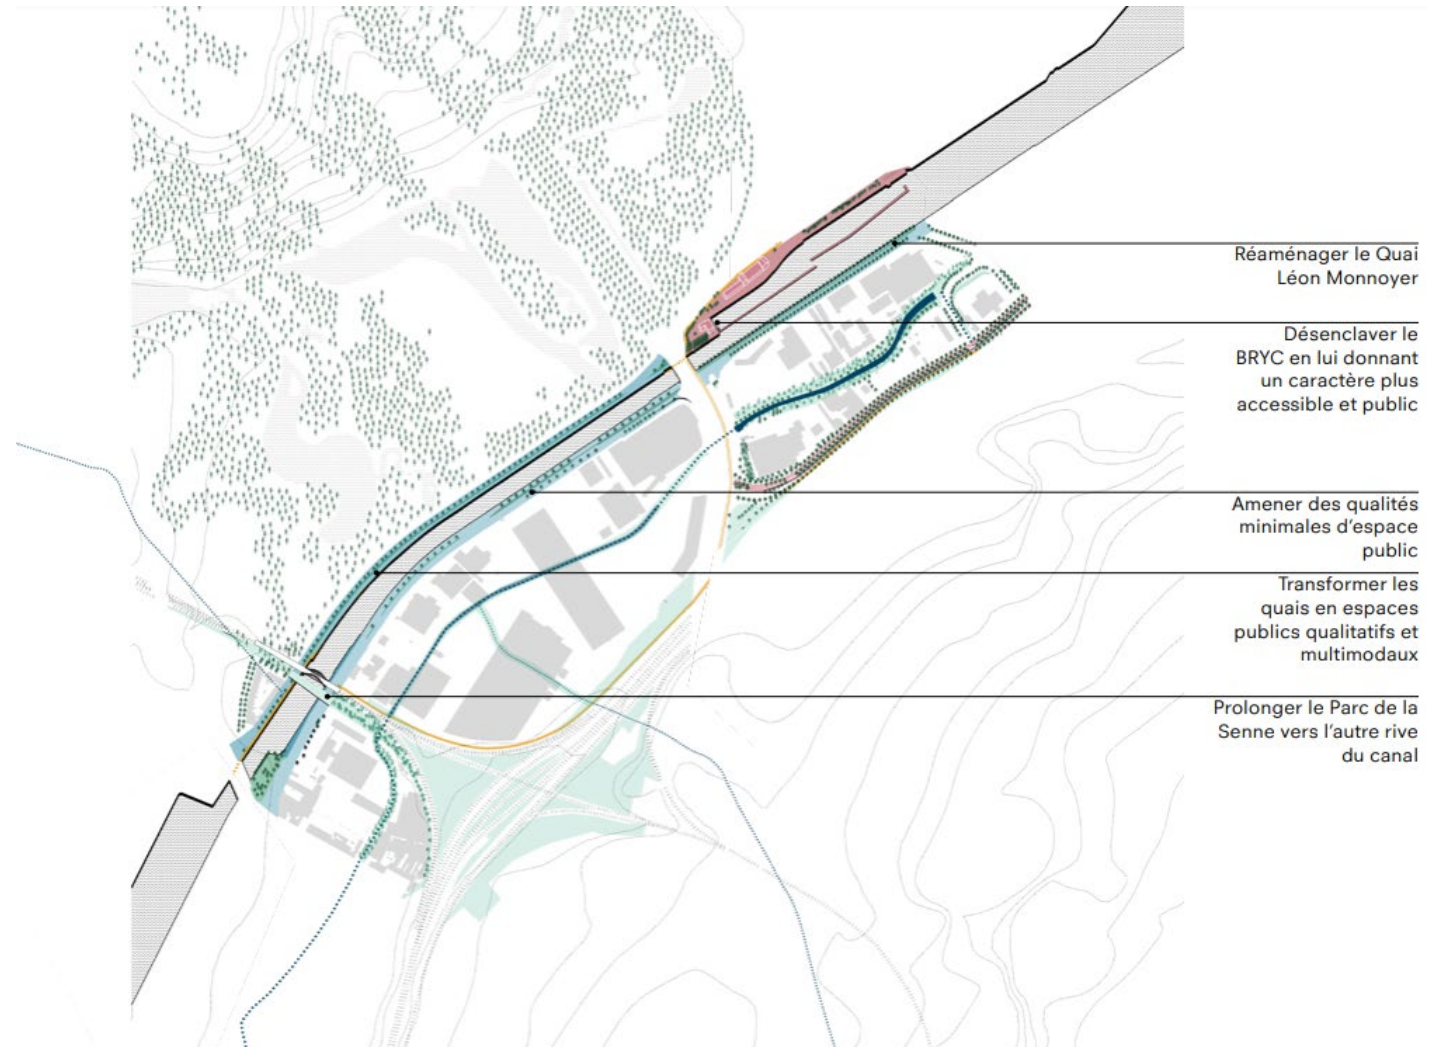 Réaménager le Quai
Léon Monnoyer
Désenclaver le
BRYC en lui donnant
un caractère plus
accessible et public
Amener des qualités
minimales d'espace
public
Transformer les
quais en espaces
publics qualitatifs et
multimodaux
Prolonger le Parc de la
Senne vers l'autre rive
du canal